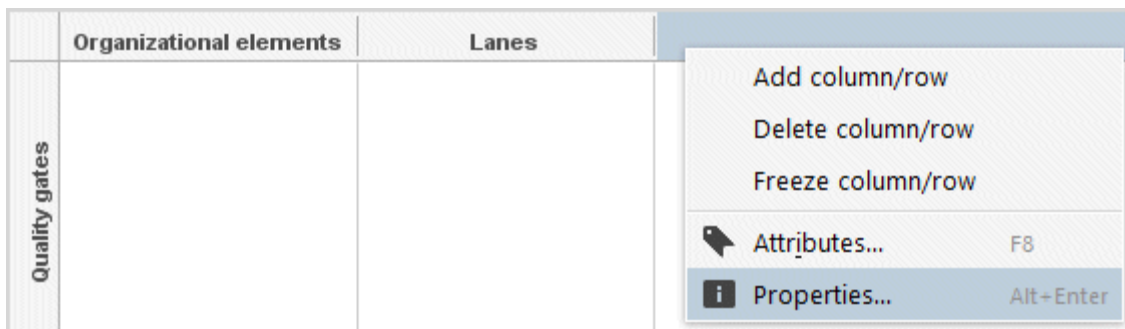 Organizational elements
Lanes
Add column/row
Delete column/row
Freeze column/row
Quality gates
Attributes... F8
Properties... Alt+Enter